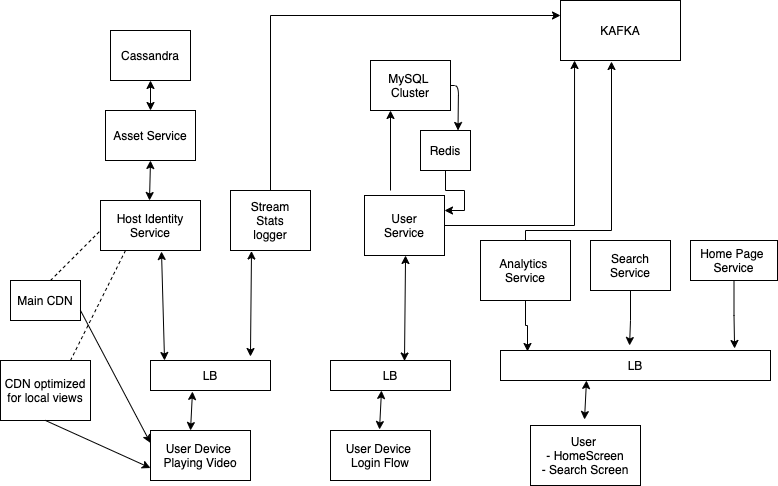 KAFKA
Cassandra
MySQL
Cluster
Asset Service
Redis
Host Identity
Service
Stream
Stats
logger
User
Service
Analytics
Service
Search
Service
Home Page
Service
Main CDN
CDN optimized
for local views
LB
LB
LB
User Device
Playing Video
User Device
Login Flow
User
- HomeScreen
- Search Screen